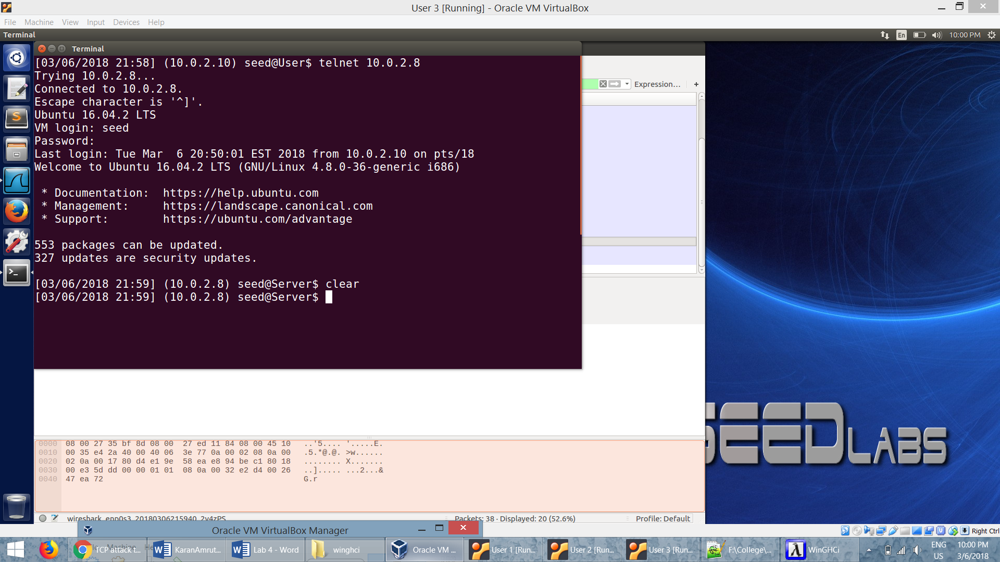 User 3 [Running] - Oracle VM VirtualBox
File Machine View Input Devices Help
Terminal En 10:00 PM
Terminal
[03/06/2018 21:58] (10.0.2.10) seed@User$ telnet 10.0.2.8
Trying 10.0.2.8...
Connected to 10.0.2.8.
Escape character is '^]'.
Ubuntu 16.04.2 LTS
VM login: seed
Password:
Last login: Tue Mar  6 20:50:01 EST 2018 from 10.0.2.10 on pts/18
Welcome to Ubuntu 16.04.2 LTS (GNU/Linux 4.8.0-36-generic i686)
* Documentation:  https://help.ubuntu.com
* Management:     https://landscape.canonical.com
* Support:        https://ubuntu.com/advantage
553 packages can be updated.
327 updates are security updates.
[03/06/2018 21:59] (10.0.2.8) seed@Server$ clear
[03/06/2018 21:59] (10.0.2.8) seed@Server$
Expression... +
SEEDLABS
0000 08 00 27 35 bf 8d 08 00 27 ed 11 84 08 00 45 10 ..'5.... '.....E.
0010 00 35 e4 2a 40 00 40 06 3e 77 0a 00 02 08 0a 00 .5.*@.@. >w......
0020 02 0a 00 17 80 d4 e1 9e 58 ea e8 94 be c1 80 18 ........ X.......
0030 00 e3 5d dd 00 00 01 01 08 0a 00 32 e2 d4 00 26 ..]..... ...2...&
0040 47 ea 72 G.r
wireshark_enp0s3_20180306215940_2v4zPS Packets: 38 · Displayed: 20 (52.6%) Profile: Default
Oracle VM VirtualBox Manager
Right Ctrl
TCP attack t... KaranAmrut... Lab 4 - Word winghci Oracle VM ... User 1 [Run... User 2 [Run... User 3 [Run... F:\College\... WinGHCi
ENG
US
10:00 PM
3/6/2018